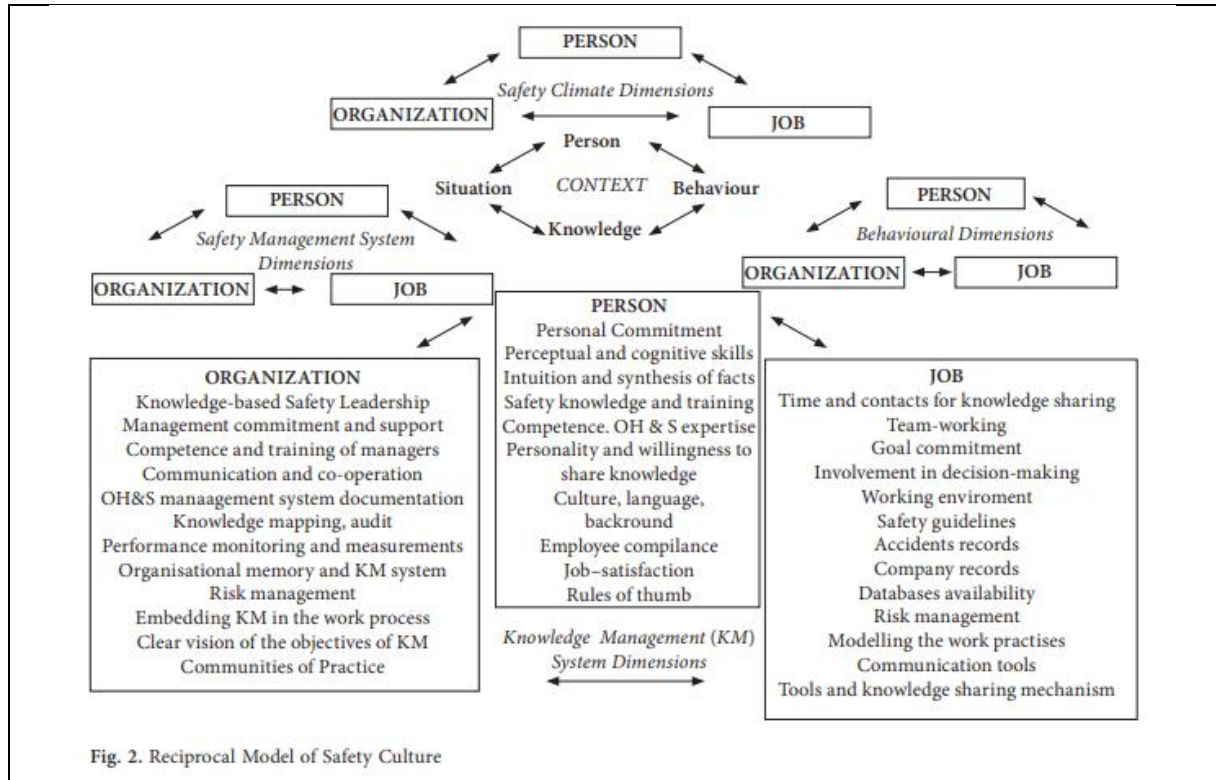 PERSON
Safety Climate Dimensions
ORGANIZATION
JOB
Person
Situation
CONTEXT
Behaviour
Knowledge
PERSON
Safety Management System
Dimensions
ORGANIZATION
JOB
PERSON
Behavioural Dimensions
ORGANIZATION
JOB
ORGANIZATION
Knowledge-based Safety Leadership
Management commitment and support
Competence and training of managers
Communication and co-operation
OH&S manaagement system documentation
Knowledge mapping, audit
Performance monitoring and measurements
Organisational memory and KM system
Risk management
Embedding KM in the work process
Clear vision of the objectives of KM
Communities of Practice
PERSON
Personal Commitment
Perceptual and cognitive skills
Intuition and synthesis of facts
Safety knowledge and training
Competence. OH & S expertise
Personality and willingness to
share knowledge
Culture, language,
backround
Employee compilance
Job–satisfaction
Rules of thumb
Knowledge Management (KM)
System Dimensions
JOB
Time and contacts for knowledge sharing
Team-working
Goal commitment
Involvement in decision-making
Working enviroment
Safety guidelines
Accidents records
Company records
Databases availability
Risk management
Modelling the work practises
Communication tools
Tools and knowledge sharing mechanism
Fig. 2. Reciprocal Model of Safety Culture